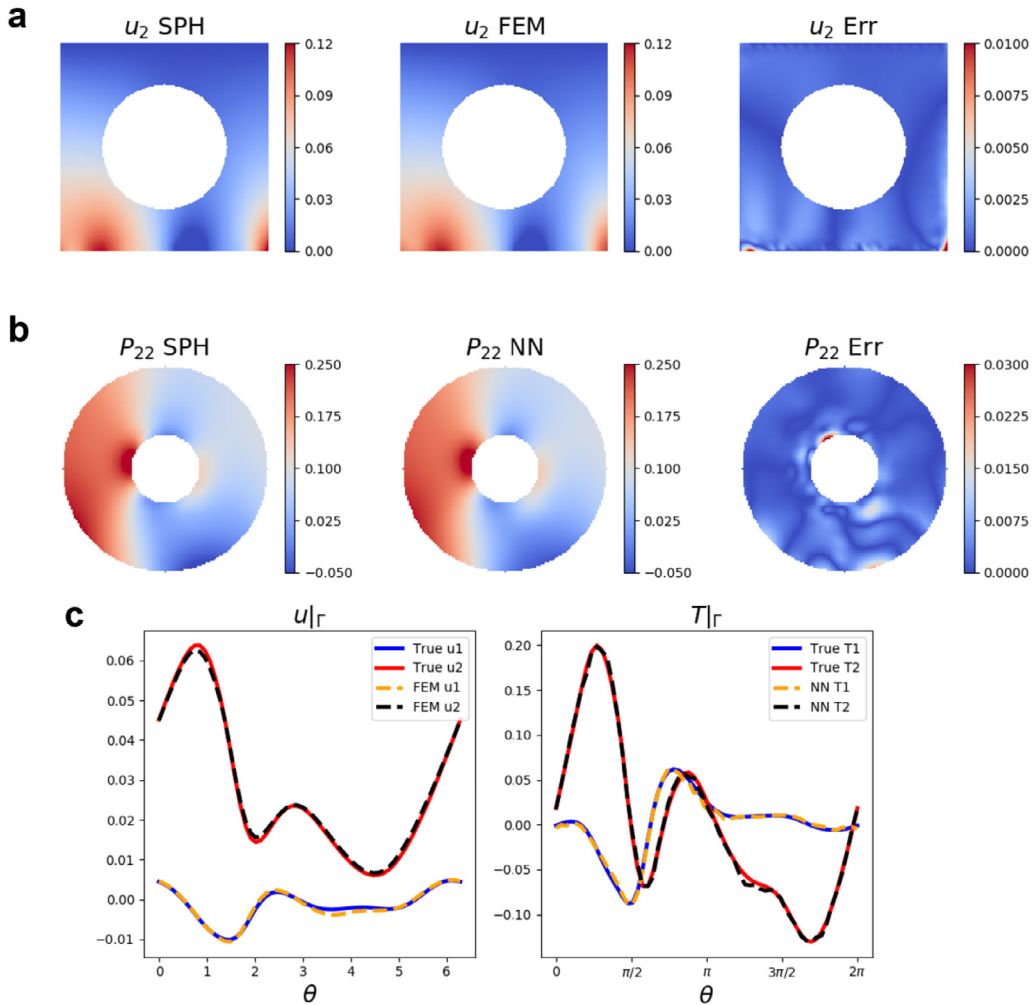 a
u₂ SPH
u₂ FEM
u₂ Err
0.12
0.09
0.06
0.03
0.00
0.12
0.09
0.06
0.03
0.00
0.0100
0.0075
0.0050
0.0025
0.0000
b
P₂₂ SPH
P₂₂ NN
P₂₂ Err
0.250
0.175
0.100
0.025
−0.050
0.250
0.175
0.100
0.025
−0.050
0.0300
0.0225
0.0150
0.0075
0.0000
c
u|Γ
True u1
True u2
FEM u1
FEM u2
0.06
0.05
0.04
0.03
0.02
0.01
0.00
−0.01
0 1 2 3 4 5 6
θ
T|Γ
True T1
True T2
NN T1
NN T2
0.20
0.15
0.10
0.05
0.00
−0.05
−0.10
0 π/2 π 3π/2 2π
θ